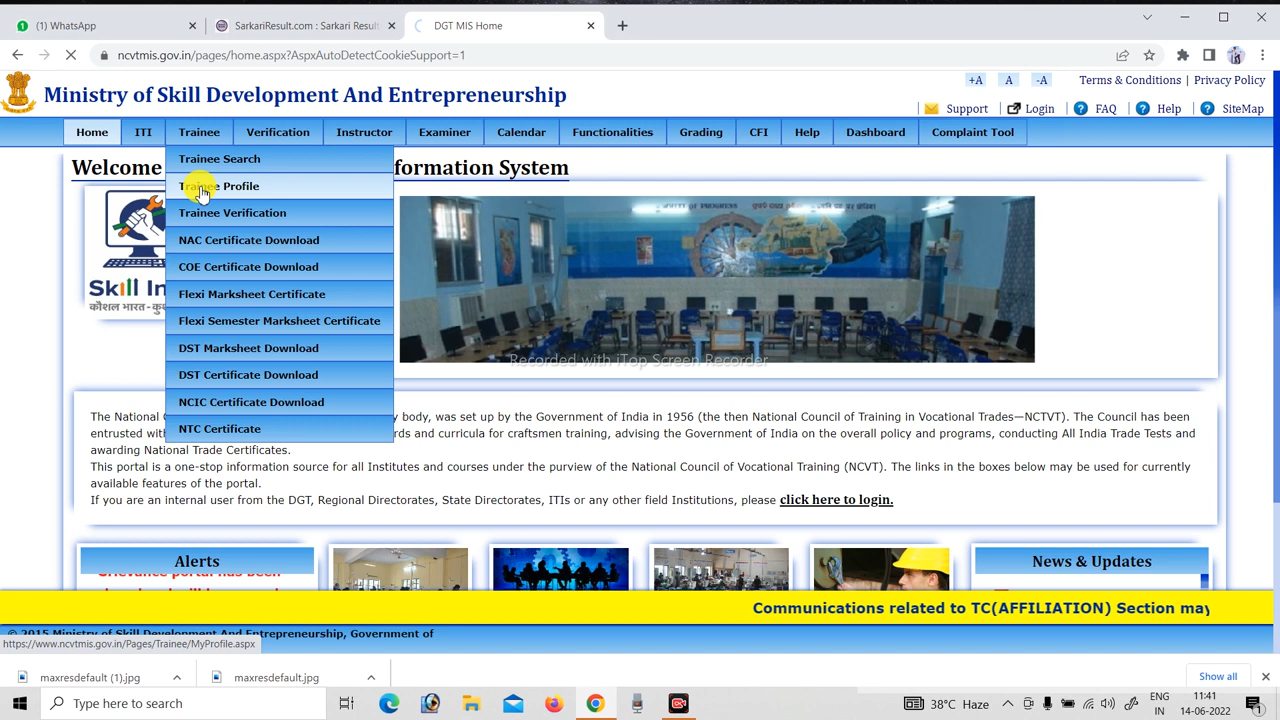 (1) WhatsApp
SarkariResult.com : Sarkari Result
DGT MIS Home
ncvtmis.gov.in/pages/home.aspx?AspxAutoDetectCookieSupport=1
+A A -A Terms & Conditions | Privacy Policy
Ministry of Skill Development And Entrepreneurship
Support | Login | FAQ | Help | SiteMap
Home ITI Trainee Verification Instructor Examiner Calendar Functionalities Grading CFI Help Dashboard Complaint Tool
Welcome formation System
Trainee Search
Trainee Profile
Trainee Verification
NAC Certificate Download
COE Certificate Download
Flexi Marksheet Certificate
Flexi Semester Marksheet Certificate
DST Marksheet Download
DST Certificate Download
NCIC Certificate Download
NTC Certificate
Skill In
कौशल भारत - कु
Recorded with iTop Screen Recorder
The National C y body, was set up by the Government of India in 1956 (the then National Council of Training in Vocational Trades—NCTVT). The Council has been
entrusted with rds and curricula for craftsmen training, advising the Government of India on the overall policy and programs, conducting All India Trade Tests and
awarding National Trade Certificates.
This portal is a one-stop information source for all Institutes and courses under the purview of the National Council of Vocational Training (NCVT). The links in the boxes below may be used for currently
available features of the portal.
If you are an internal user from the DGT, Regional Directorates, State Directorates, ITIs or any other field Institutions, please click here to login.
Alerts
News & Updates
Grievance portal has been
Communications related to TC(AFFILIATION) Section may
© 2015 Ministry of Skill Development And Entrepreneurship, Government of
https://www.ncvtmis.gov.in/Pages/Trainee/MyProfile.aspx
maxresdefault (1).jpg
maxresdefault.jpg
Show all
Type here to search
38°C Haze
ENG
IN
11:41
14-06-2022